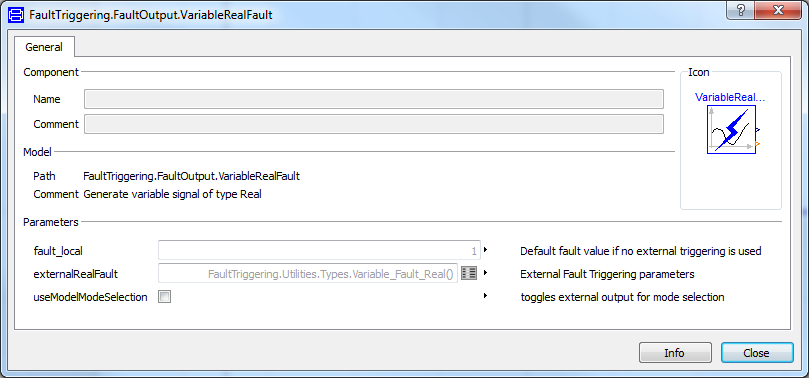 FaultTriggering.FaultOutput.VariableRealFault
?
General
Component
Icon
Name
VariableReal...
Comment
Model
Path FaultTriggering.FaultOutput.VariableRealFault
Comment Generate variable signal of type Real
Parameters
fault_local 1 Default fault value if no external triggering is used
externalRealFault FaultTriggering.Utilities.Types.Variable_Fault_Real() External Fault Triggering parameters
useModelModeSelection toggles external output for mode selection
Info Close